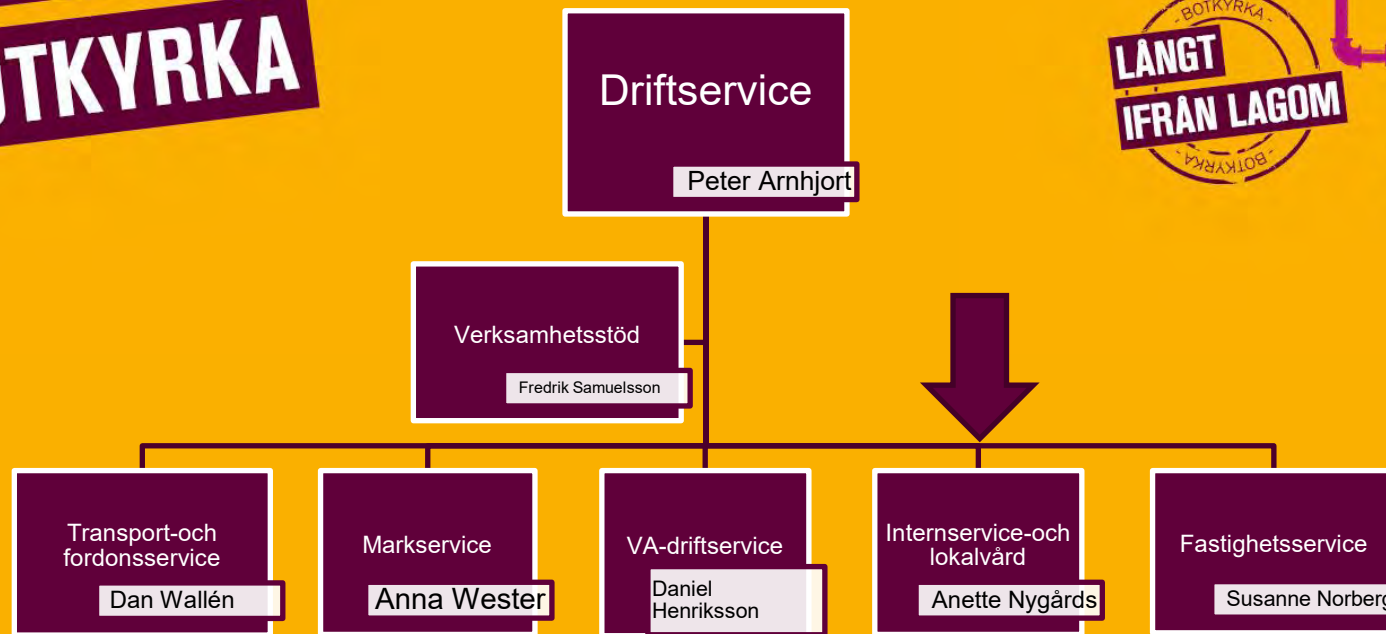 BOTKYRKA
LÅNGT
IFRÅN LAGOM
BOTKYRKA
Driftservice
Peter Arnhjort
Verksamhetsstöd
Fredrik Samuelsson
Transport-och
fordonsservice
Dan Wallén
Markservice
Anna Wester
VA-driftservice
Daniel
Henriksson
Internservice-och
lokalvård
Anette Nygårds
Fastighetsservice
Susanne Norberg